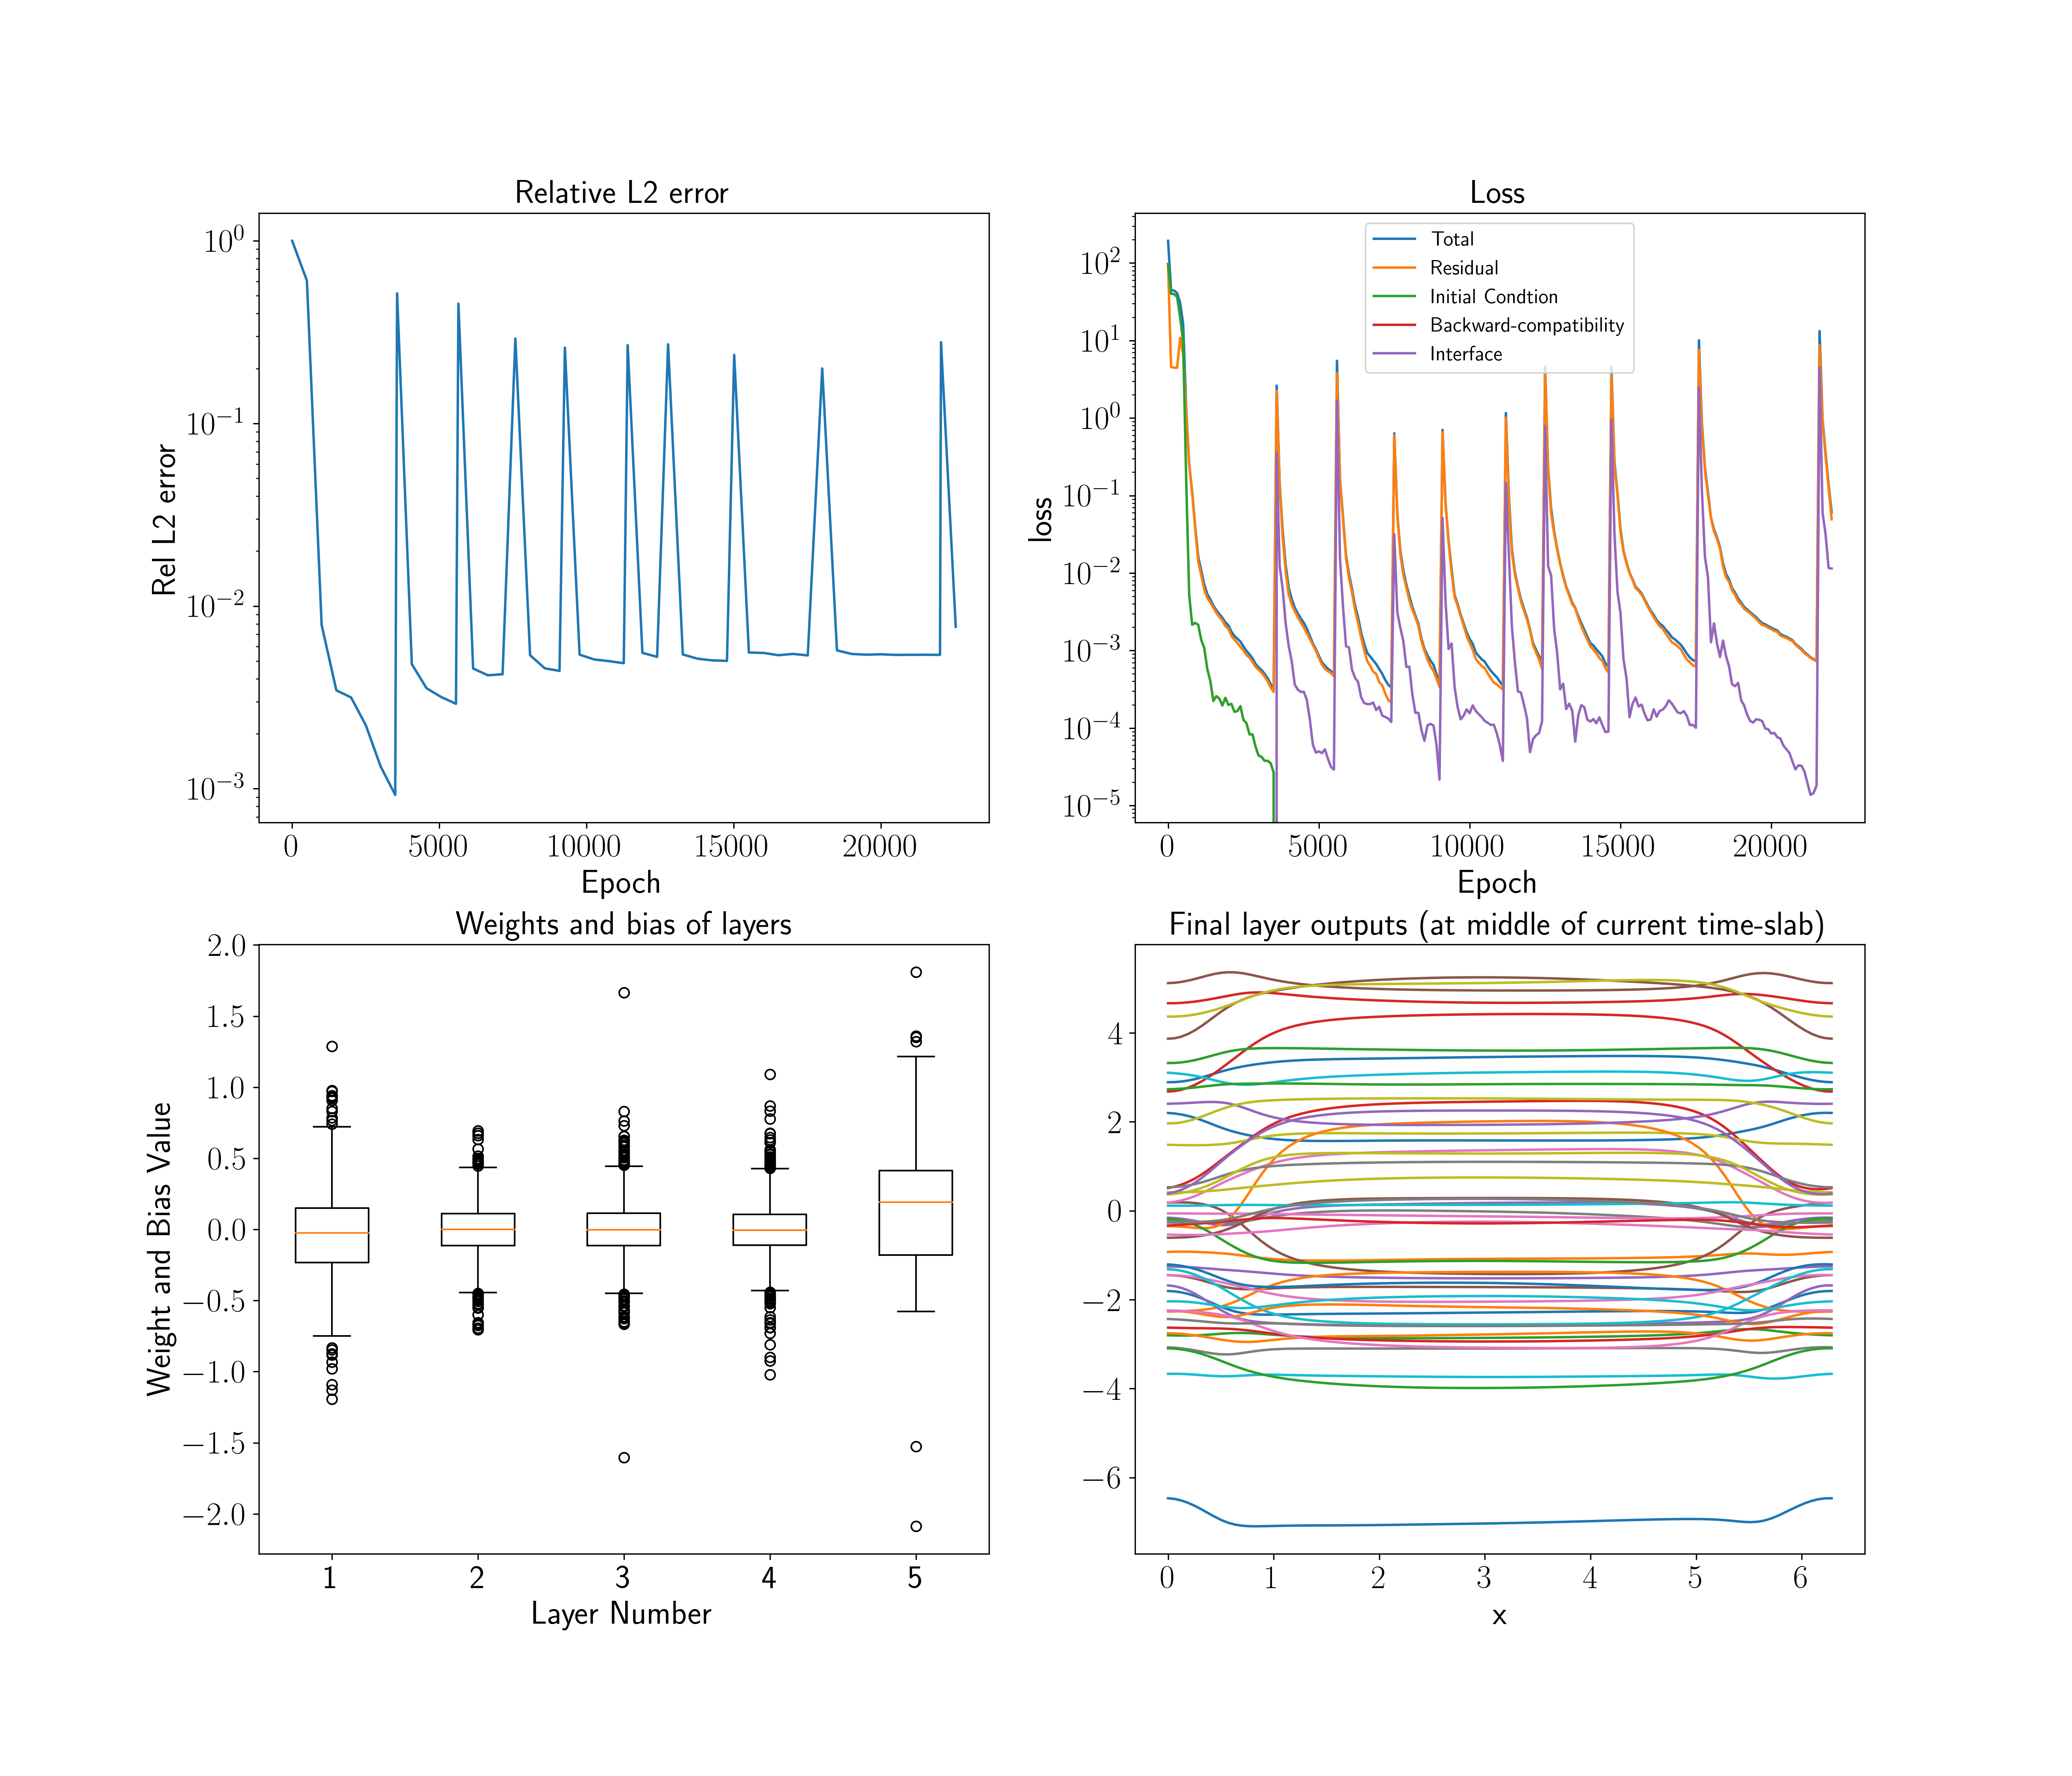 Relative L2 error
10^0
10^−1
10^−2
10^−3
Rel L2 error
0 5000 10000 15000 20000
Epoch
Loss
Total
Residual
Initial Condtion
Backward-compatibility
Interface
10^2
10^1
10^0
10^−1
10^−2
10^−3
10^−4
10^−5
loss
0 5000 10000 15000 20000
Epoch
Weights and bias of layers
2.0
1.5
1.0
0.5
0.0
−0.5
−1.0
−1.5
−2.0
Weight and Bias Value
1 2 3 4 5
Layer Number
Final layer outputs (at middle of current time-slab)
4
2
0
−2
−4
−6
0 1 2 3 4 5 6
x